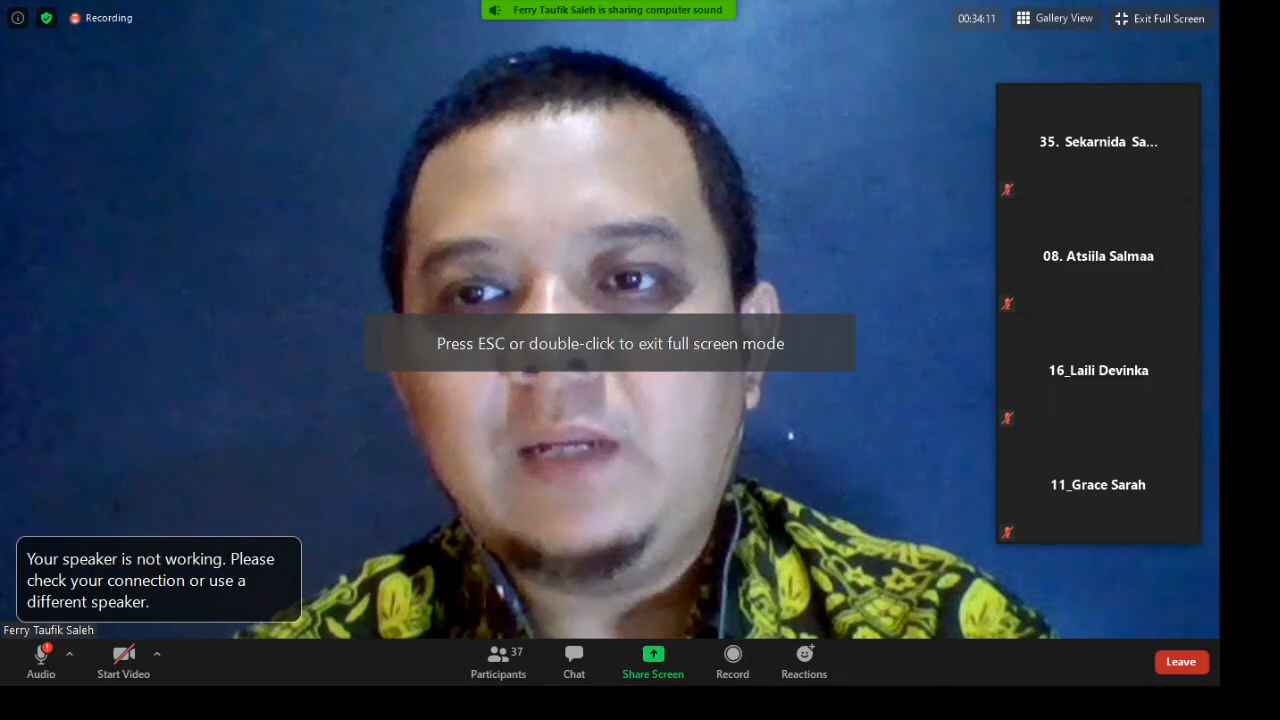 Recording
Ferry Taufik Saleh is sharing computer sound
00:34:11
Gallery View
Exit Full Screen
35. Sekarnida Sa...
08. Atsiila Salmaa
16_Laili Devinka
11_Grace Sarah
Press ESC or double-click to exit full screen mode
Your speaker is not working. Please
check your connection or use a
different speaker.
Ferry Taufik Saleh
Audio
Start Video
37
Participants
Chat
Share Screen
Record
Reactions
Leave